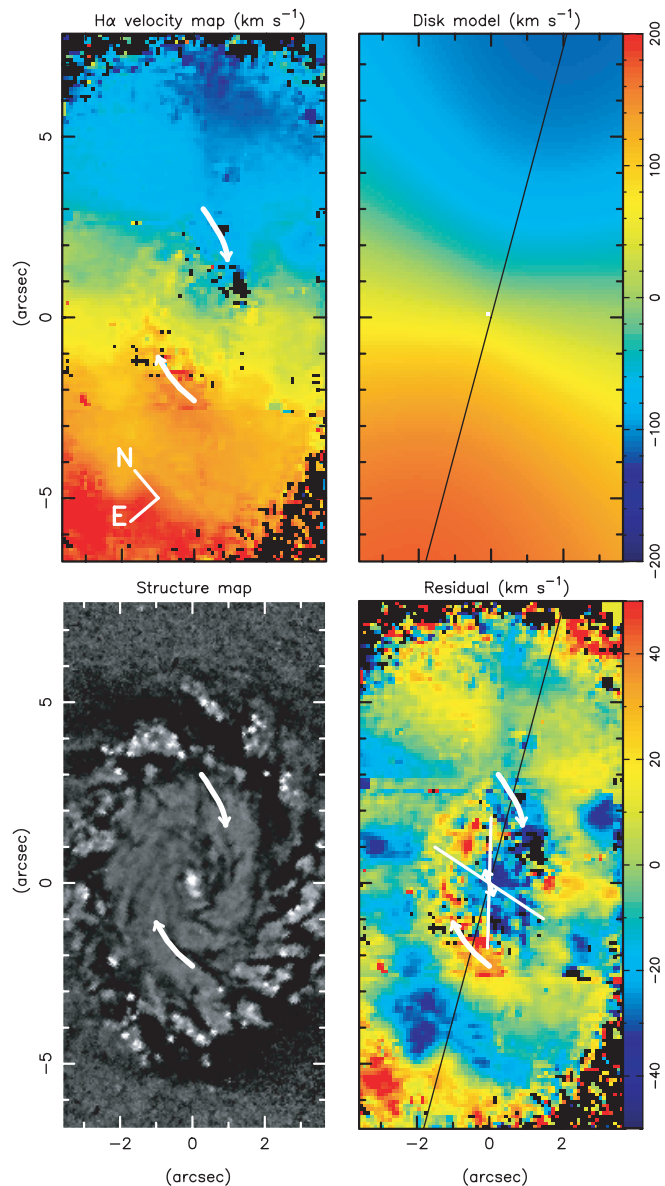 Hα velocity map (km s⁻¹)
Disk model
5
0
−5
(arcsec)
N
E
200
100
0
−100
−200
Structure map
Residual (km s⁻¹)
5
0
−5
(arcsec)
40
20
0
−20
−40
−2
0
2
−2
0
2
(arcsec)
(arcsec)